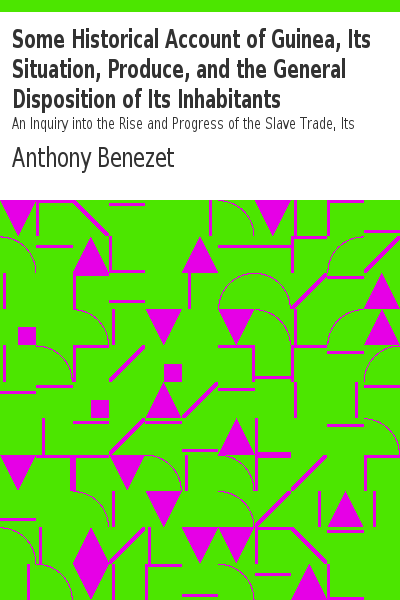 Some Historical Account of Guinea, Its
Situation, Produce, and the General
Disposition of Its Inhabitants
An Inquiry into the Rise and Progress of the Slave Trade, Its
Anthony Benezet